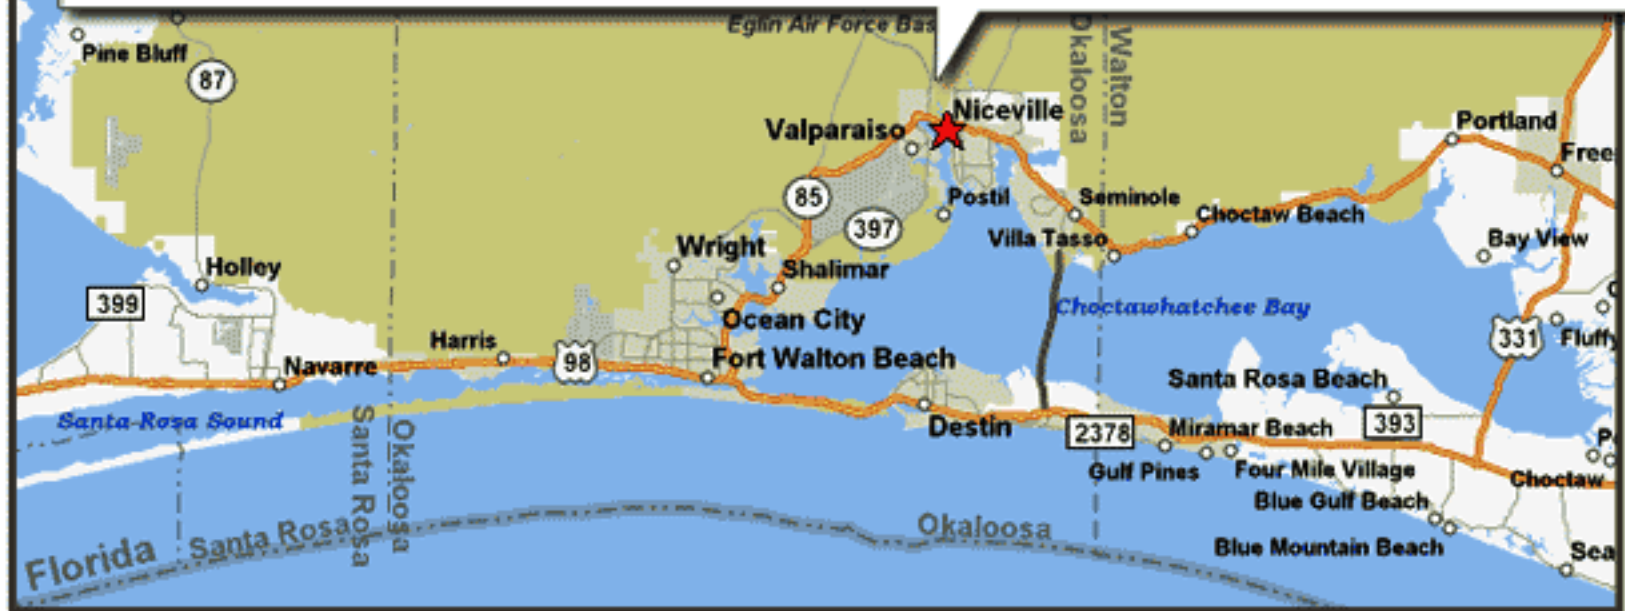 Eglin Air Force Bas
Pine Bluff
87
Okaloosa
Walton
Niceville
Valparaiso
Portland
Free
85
Postil
Seminole
397
Choctaw Beach
Wright
Villa Tasso
Bay View
Holley
Shalimar
399
Choctawhatchee Bay
Ocean City
331
Fluffy
Harris
98
Fort Walton Beach
Navarre
Santa Rosa Beach
Santa Rosa Sound
Destin
2378
Miramar Beach
393
Santa Rosa
Okaloosa
Gulf Pines
Four Mile Village
Choctaw
Blue Gulf Beach
Santa Rosa
Okaloosa
Blue Mountain Beach
Sea
Florida